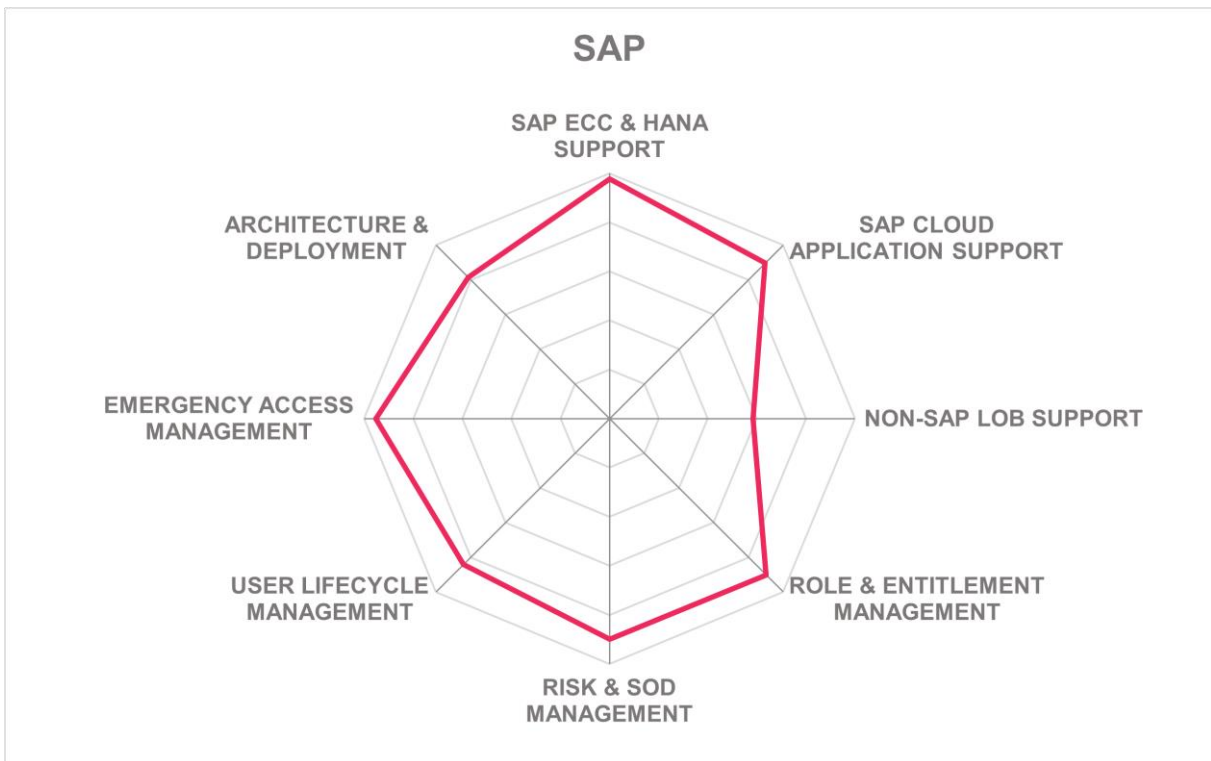 SAP
SAP ECC & HANA
SUPPORT
SAP CLOUD
APPLICATION SUPPORT
NON-SAP LOB SUPPORT
ROLE & ENTITLEMENT
MANAGEMENT
RISK & SOD
MANAGEMENT
USER LIFECYCLE
MANAGEMENT
EMERGENCY ACCESS
MANAGEMENT
ARCHITECTURE &
DEPLOYMENT